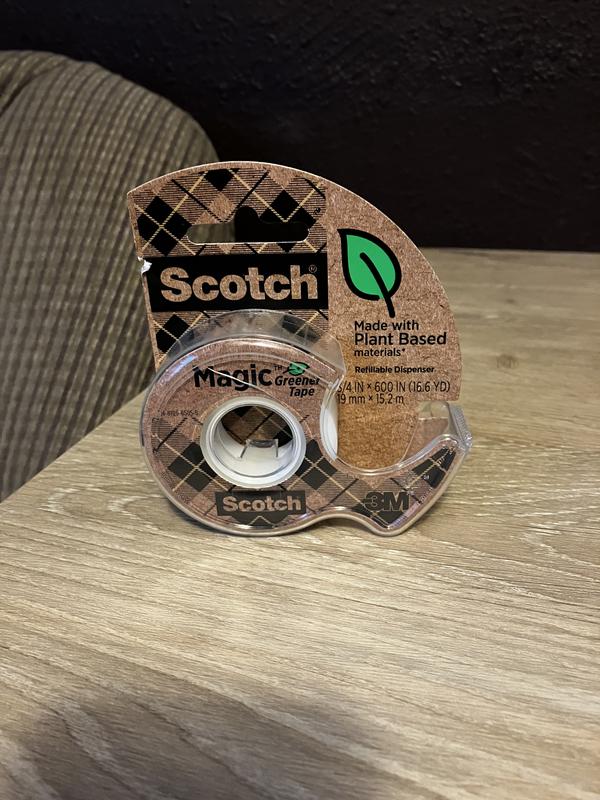 Scotch®
Made with
Plant Based
materials*
Refillable Dispenser
3/4 IN × 600 IN (16.6 YD)
19 mm × 15,2 m
Magic™ Greener
Tape
Scotch
3M